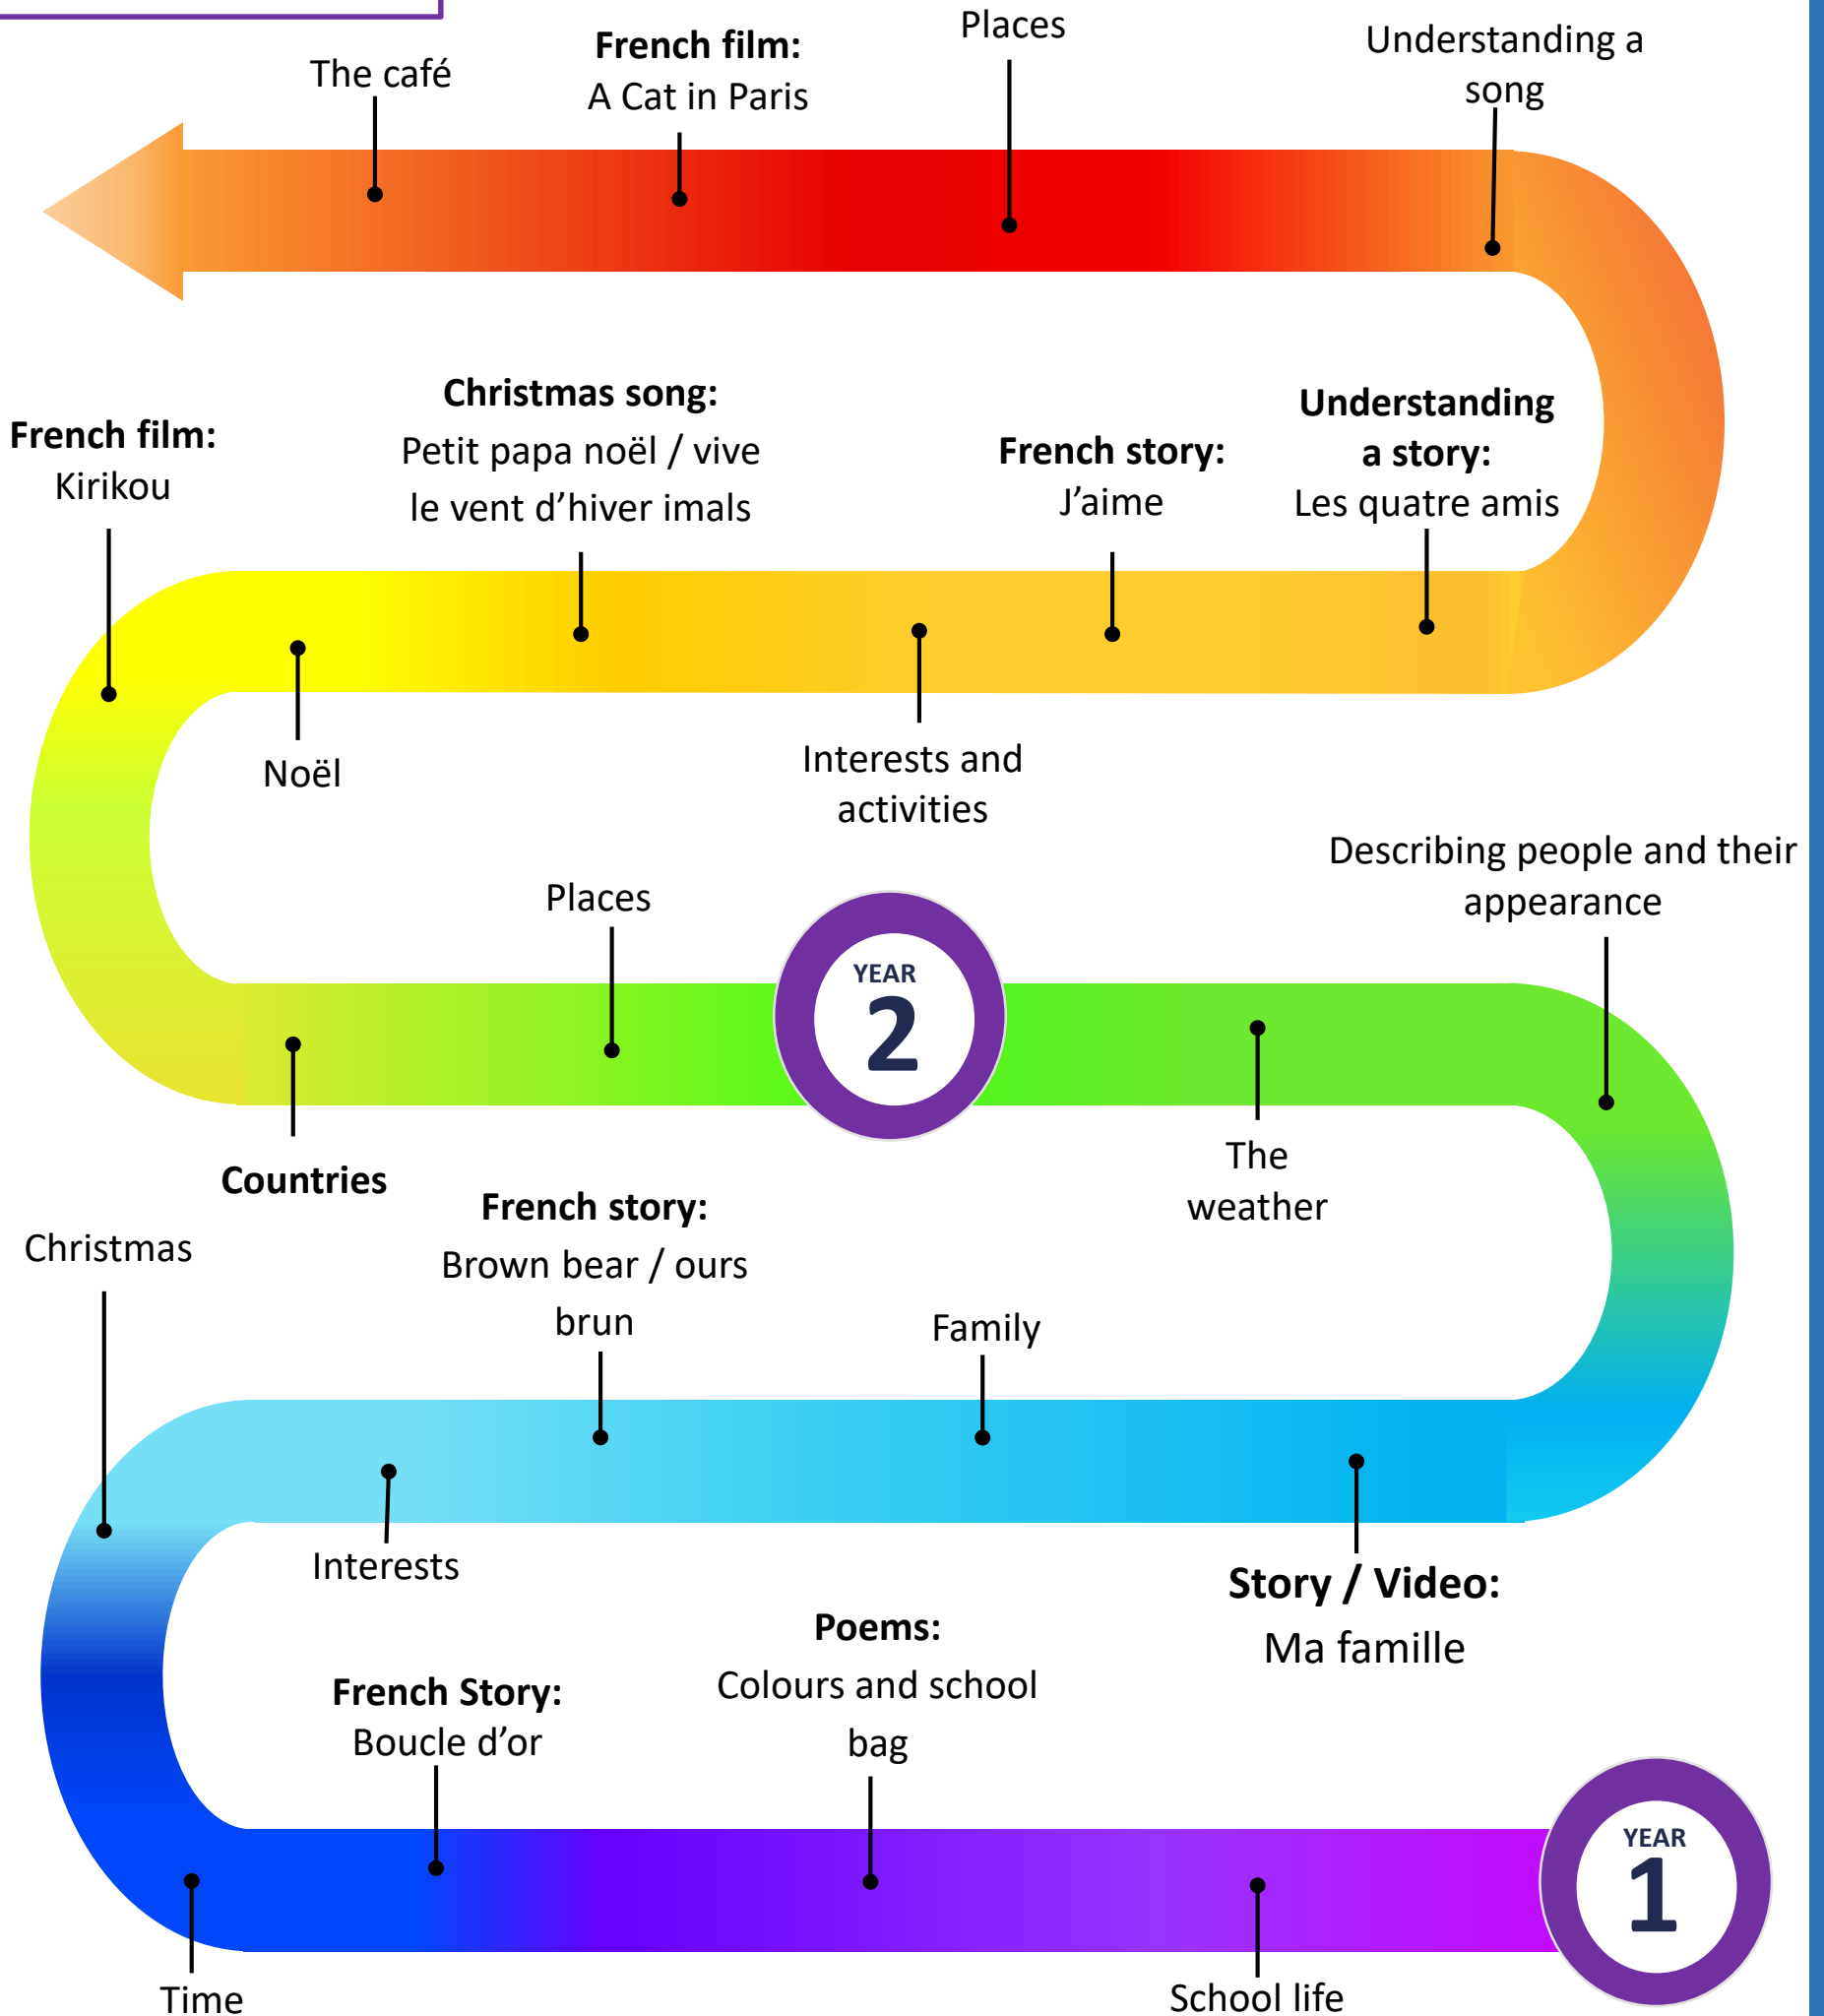 The café
French film:
A Cat in Paris
Places
Understanding a
song
French film:
Kirikou
Christmas song:
Petit papa noël / vive
le vent d’hiver imals
French story:
J’aime
Understanding
a story:
Les quatre amis
Noël
Interests and
activities
Places
YEAR
2
Describing people and their
appearance
Countries
The
weather
Christmas
French story:
Brown bear / ours
brun
Family
Interests
Story / Video:
Ma famille
French Story:
Boucle d’or
Poems:
Colours and school
bag
YEAR
1
Time
School life